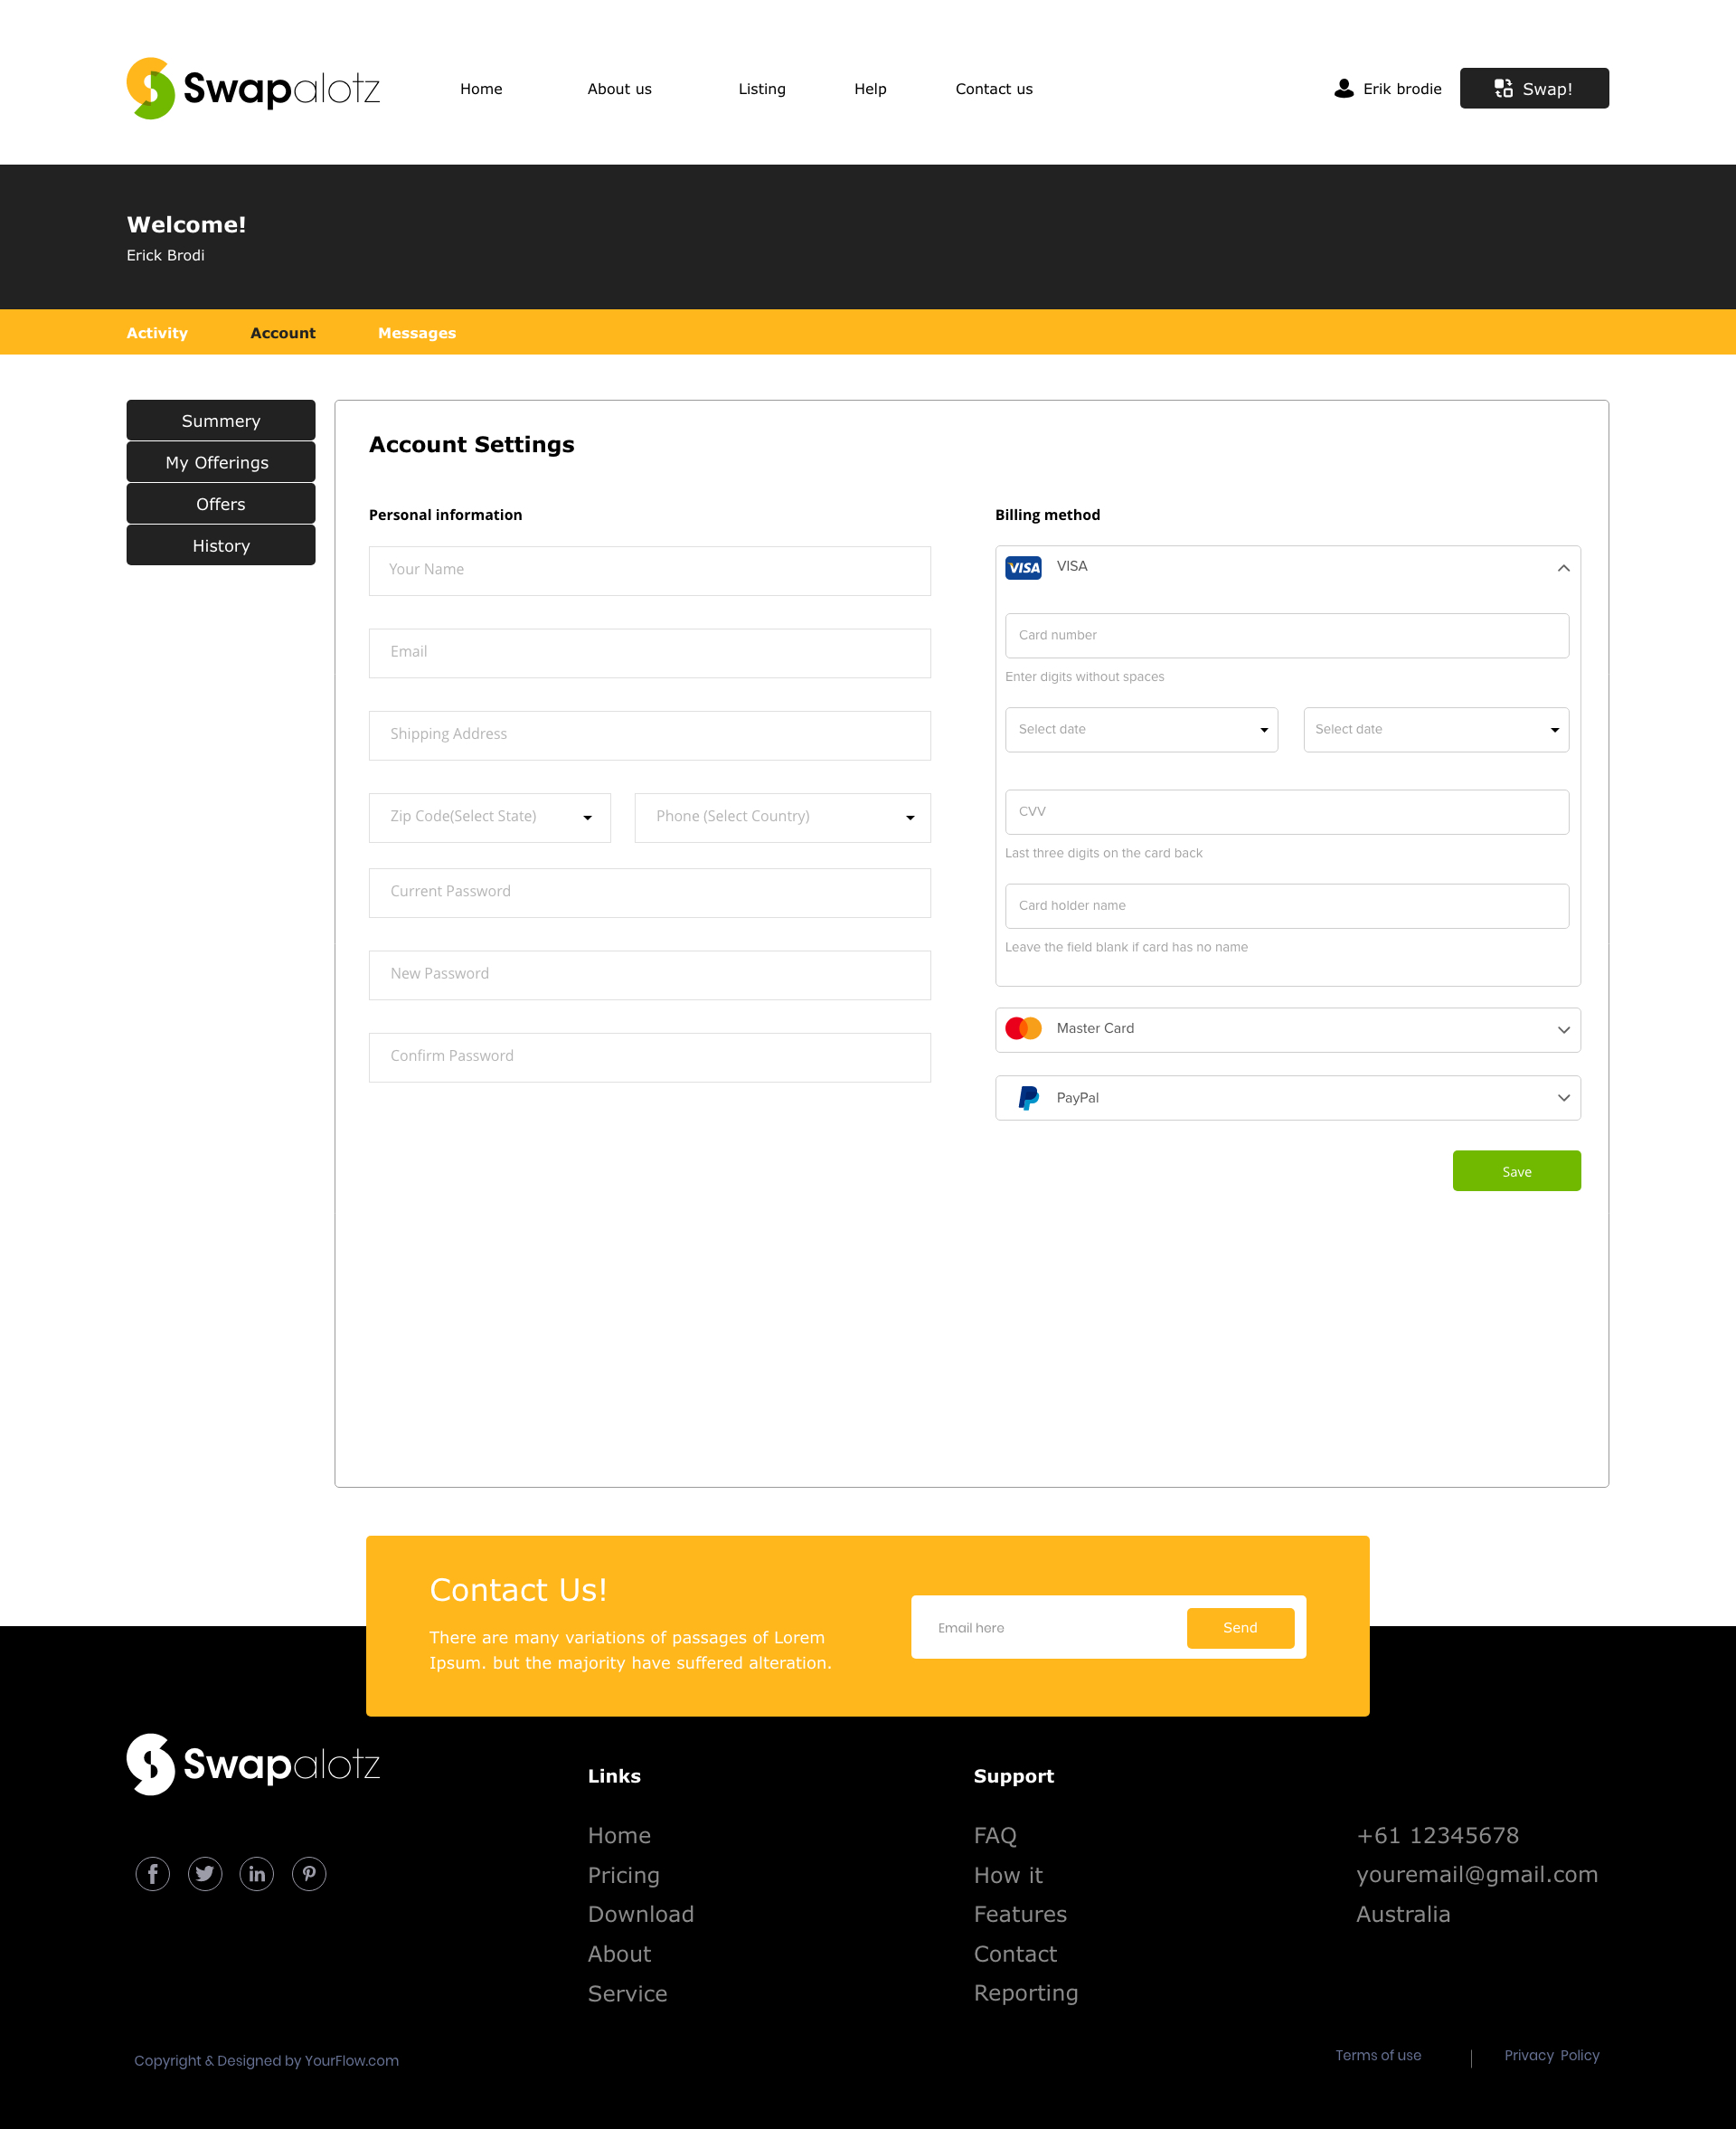 Swapalotz
Home About us Listing Help Contact us
Erik brodie
Swap!
Welcome!
Erick Brodi
Activity Account Messages
Summery
My Offerings
Offers
History
Account Settings
Personal information
Your Name
Email
Shipping Address
Zip Code(Select State) Phone (Select Country)
Current Password
New Password
Confirm Password
Billing method
VISA VISA
Card number
Enter digits without spaces
Select date Select date
CVV
Last three digits on the card back
Card holder name
Leave the field blank if card has no name
Master Card
PayPal
Save
Contact Us!
There are many variations of passages of Lorem
Ipsum. but the majority have suffered alteration.
Email here Send
Swapalotz
Links
Home
Pricing
Download
About
Service
Support
FAQ
How it
Features
Contact
Reporting
+61 12345678
youremail@gmail.com
Australia
Copyright & Designed by YourFlow.com
Terms of use | Privacy Policy